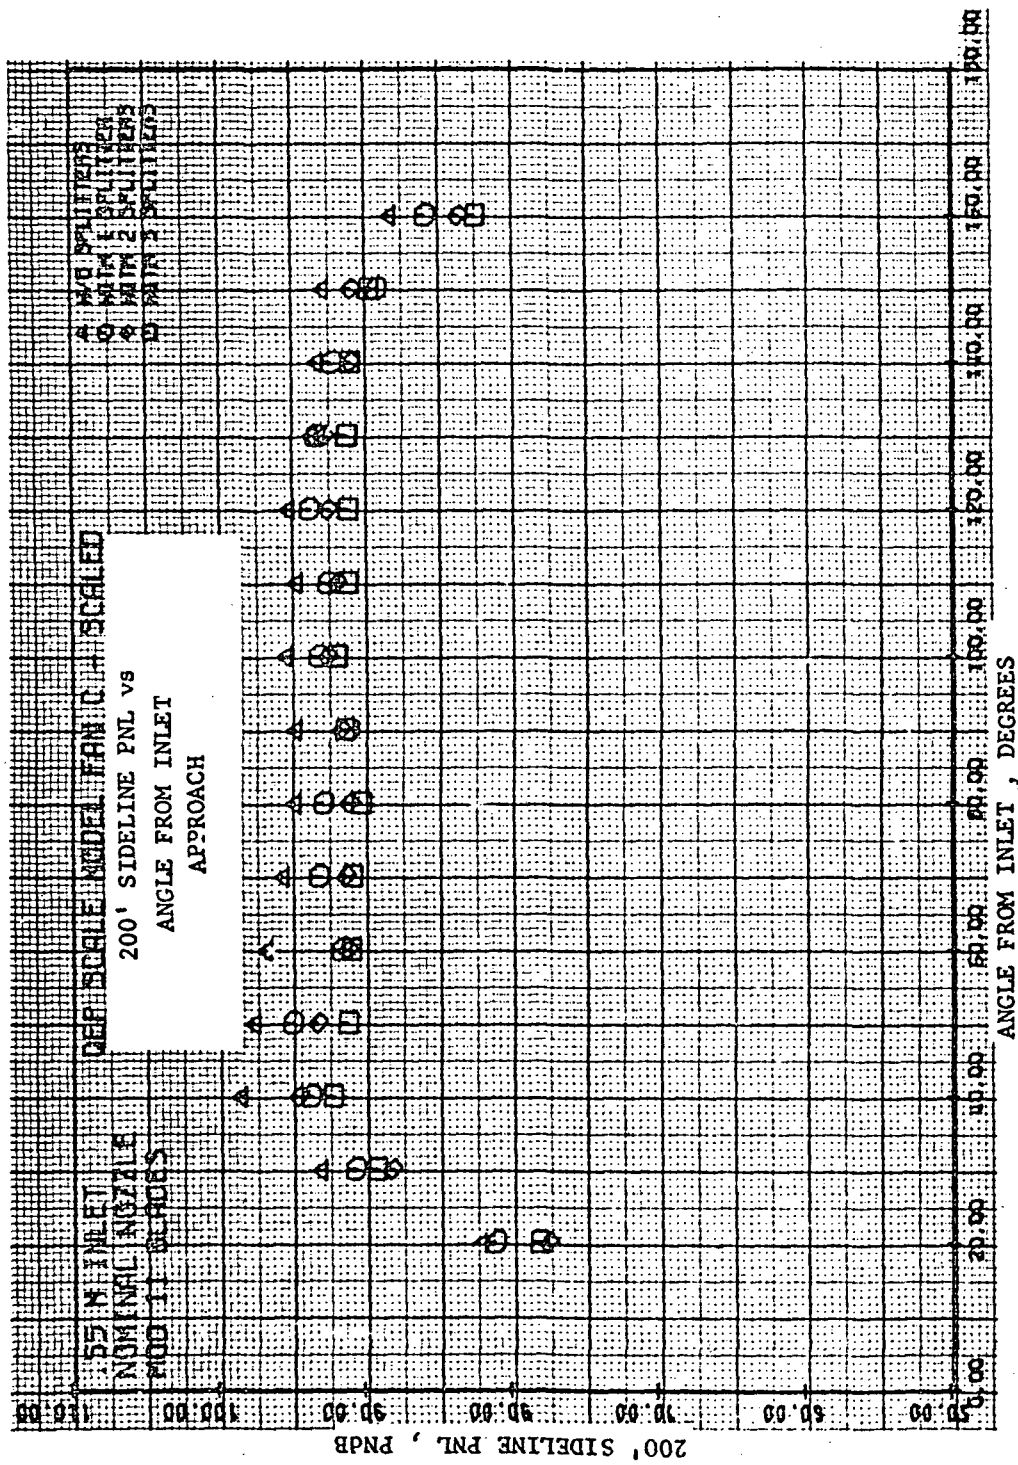 .55 M INLET
NOMINAL NOZZLE
MOD 11 BLADES
QEP SCALE MODEL FAN C - SCALED
200' SIDELINE PNL vs
ANGLE FROM INLET
APPROACH
W/O SPLITTERS
WITH 1 SPLITTER
WITH 2 SPLITTERS
WITH 3 SPLITTERS
200' SIDELINE PNL , PNdB
110.00
100.00
90.00
80.00
70.00
60.00
50.00
0.00
20.00
40.00
60.00
80.00
100.00
120.00
140.00
160.00
180.00
ANGLE FROM INLET , DEGREES